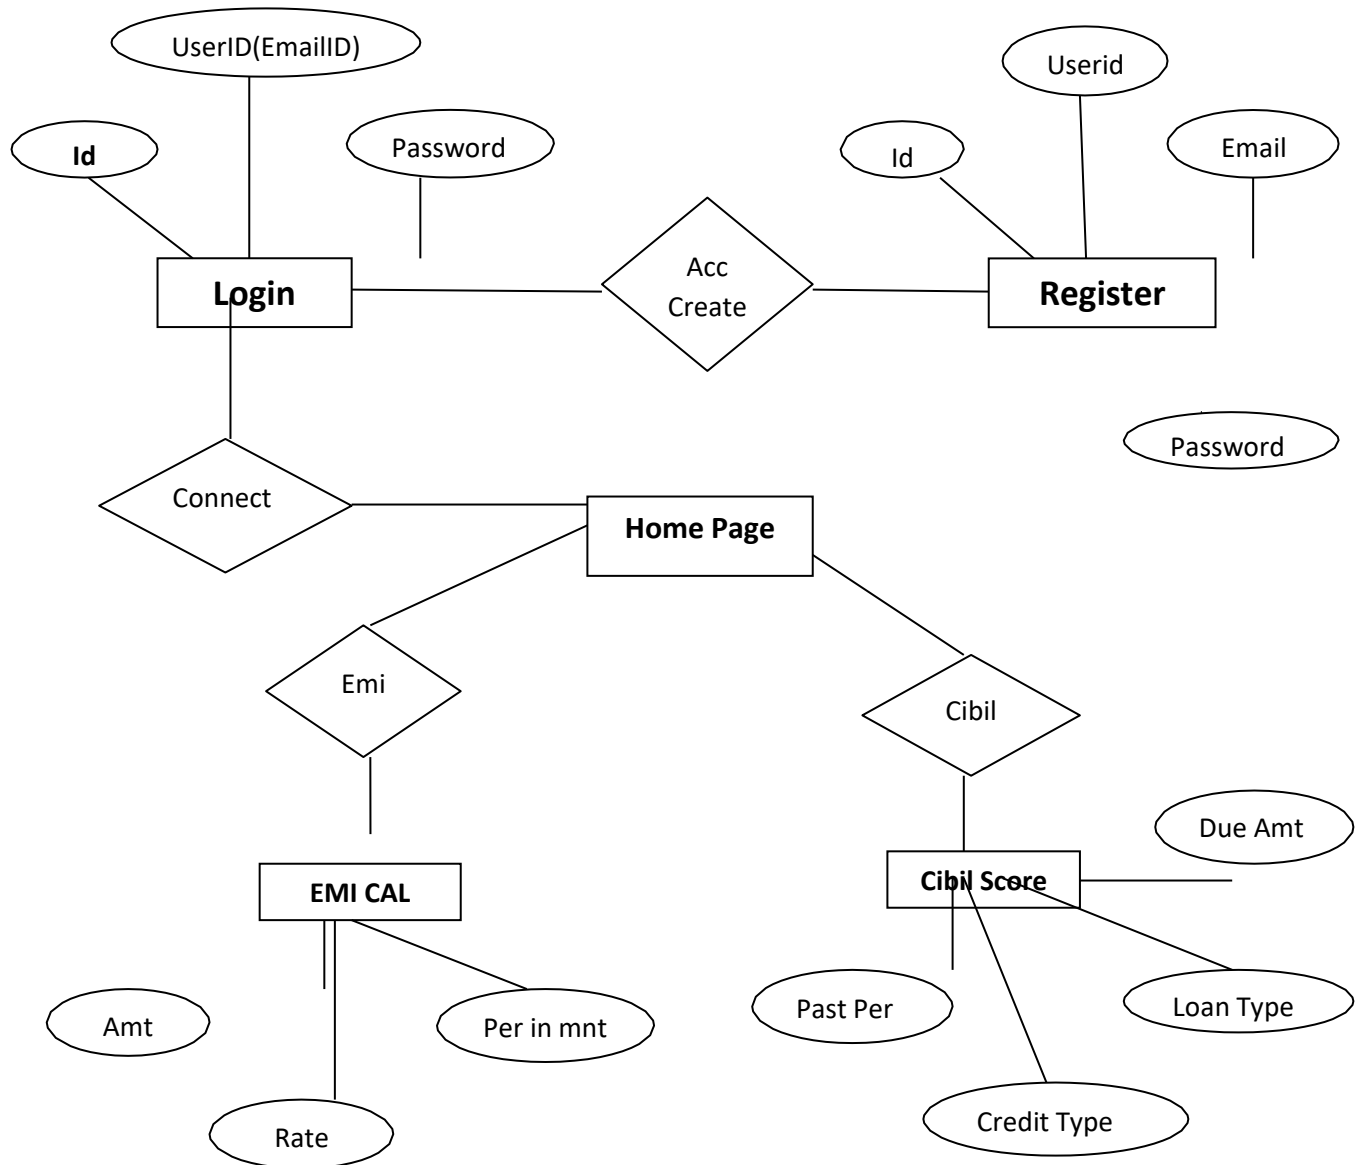 UserID(EmailID)
Userid
Id
Password
Id
Email
Login
Acc
Create
Register
Password
Connect
Home Page
Emi
Cibil
Due Amt
EMI CAL
Cibil Score
Past Per
Loan Type
Amt
Per in mnt
Credit Type
Rate